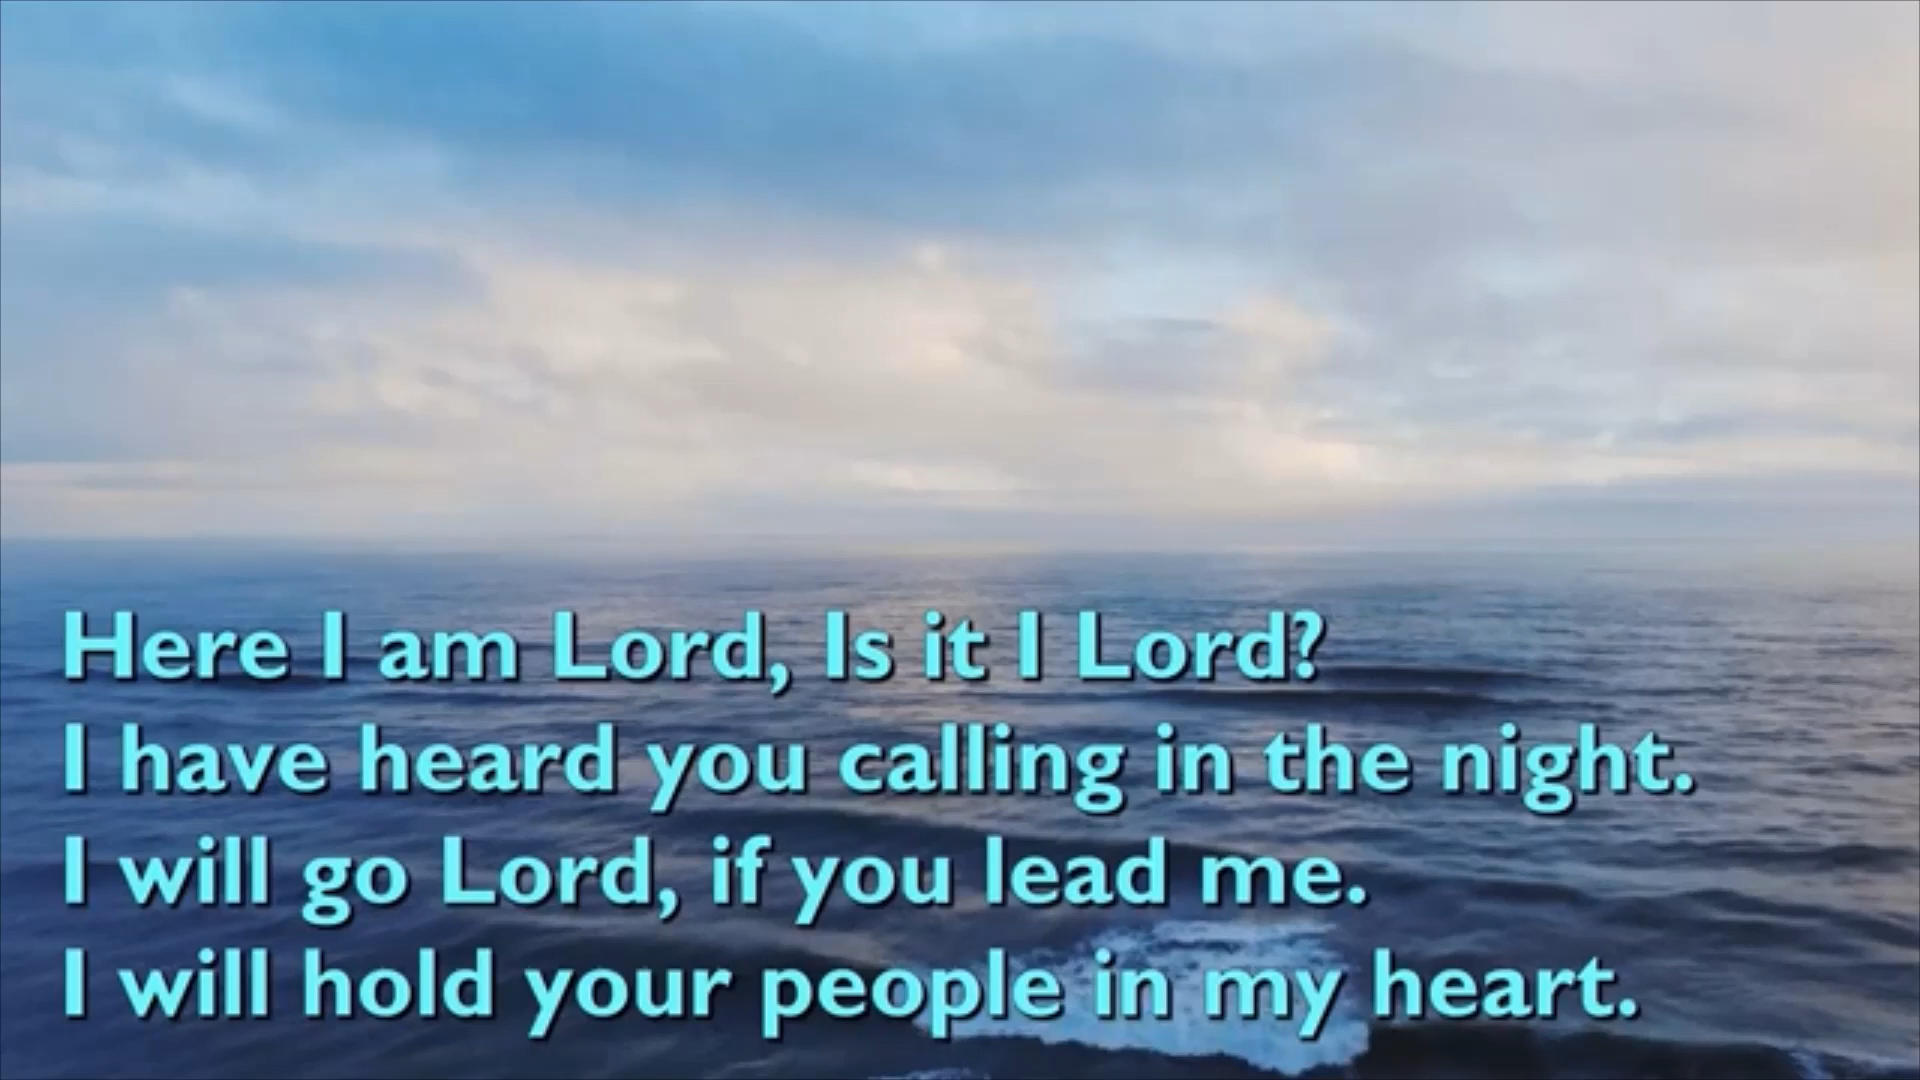 Here I am Lord, Is it I Lord?
I have heard you calling in the night.
I will go Lord, if you lead me.
I will hold your people in my heart.